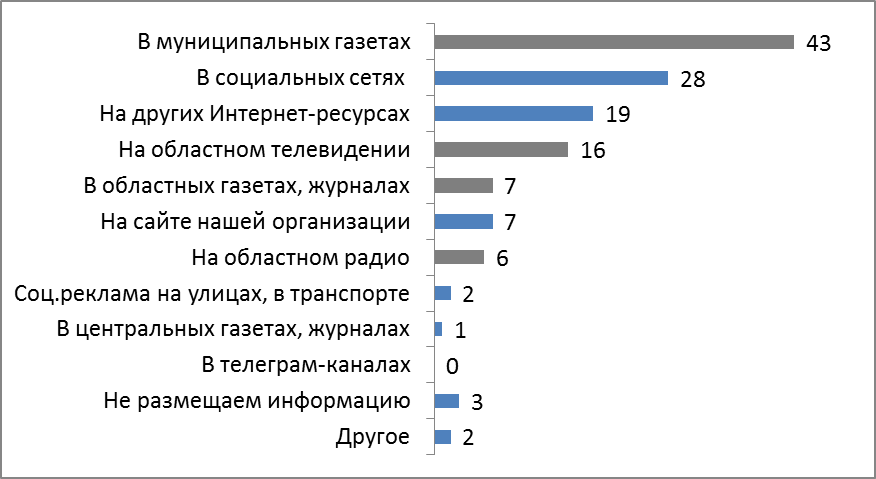 В муниципальных газетах 43
В социальных сетях 28
На других Интернет-ресурсах 19
На областном телевидении 16
В областных газетах, журналах 7
На сайте нашей организации 7
На областном радио 6
Соц.реклама на улицах, в транспорте 2
В центральных газетах, журналах 1
В телеграм-каналах 0
Не размещаем информацию 3
Другое 2